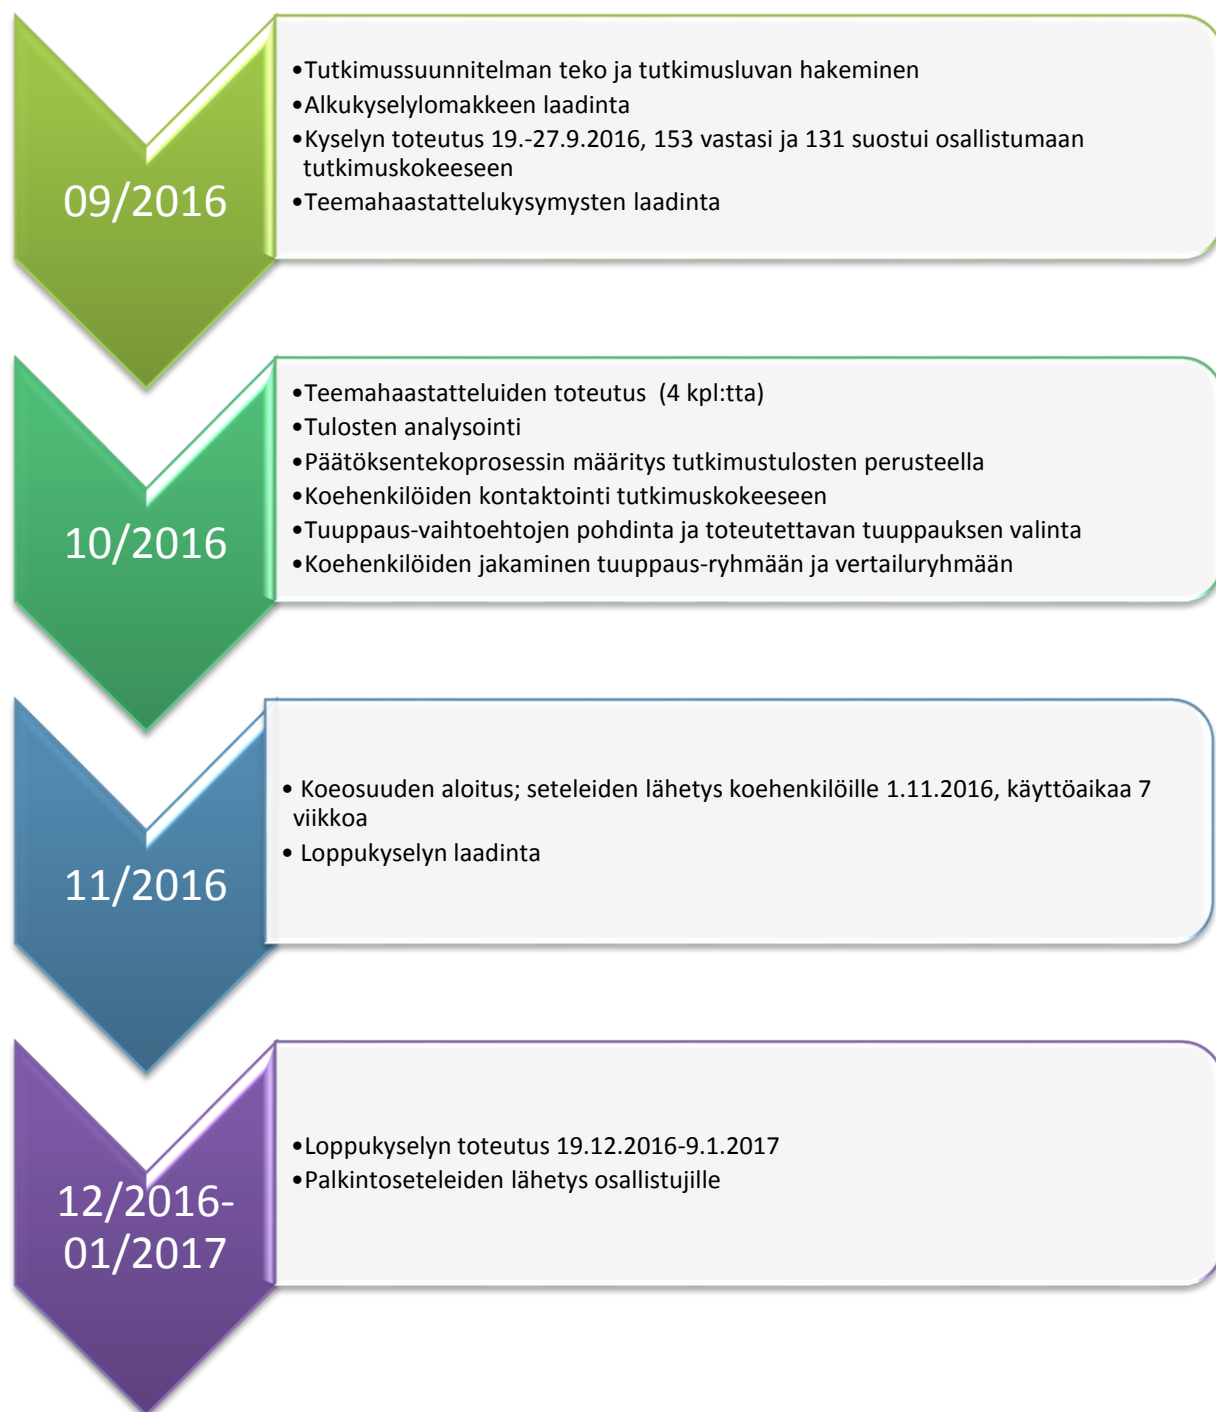 09/2016
•Tutkimussuunnitelman teko ja tutkimusluvan hakeminen
•Alkukyselylomakkeen laadinta
•Kyselyn toteutus 19.-27.9.2016, 153 vastasi ja 131 suostui osallistumaan
tutkimuskokeeseen
•Teemahaastattelukysymysten laadinta
10/2016
•Teemahaastatteluiden toteutus (4 kpl:tta)
•Tulosten analysointi
•Päätöksentekoprosessin määritys tutkimustulosten perusteella
•Koehenkilöiden kontaktointi tutkimuskokeeseen
•Tuuppaus-vaihtoehtojen pohdinta ja toteutettavan tuuppauksen valinta
•Koehenkilöiden jakaminen tuuppaus-ryhmään ja vertailuryhmään
11/2016
• Koeosuuden aloitus; seteleiden lähetys koehenkilöille 1.11.2016, käyttöaikaa 7
viikkoa
• Loppukyselyn laadinta
12/2016-
01/2017
•Loppukyselyn toteutus 19.12.2016-9.1.2017
•Palkintoseteleiden lähetys osallistujille